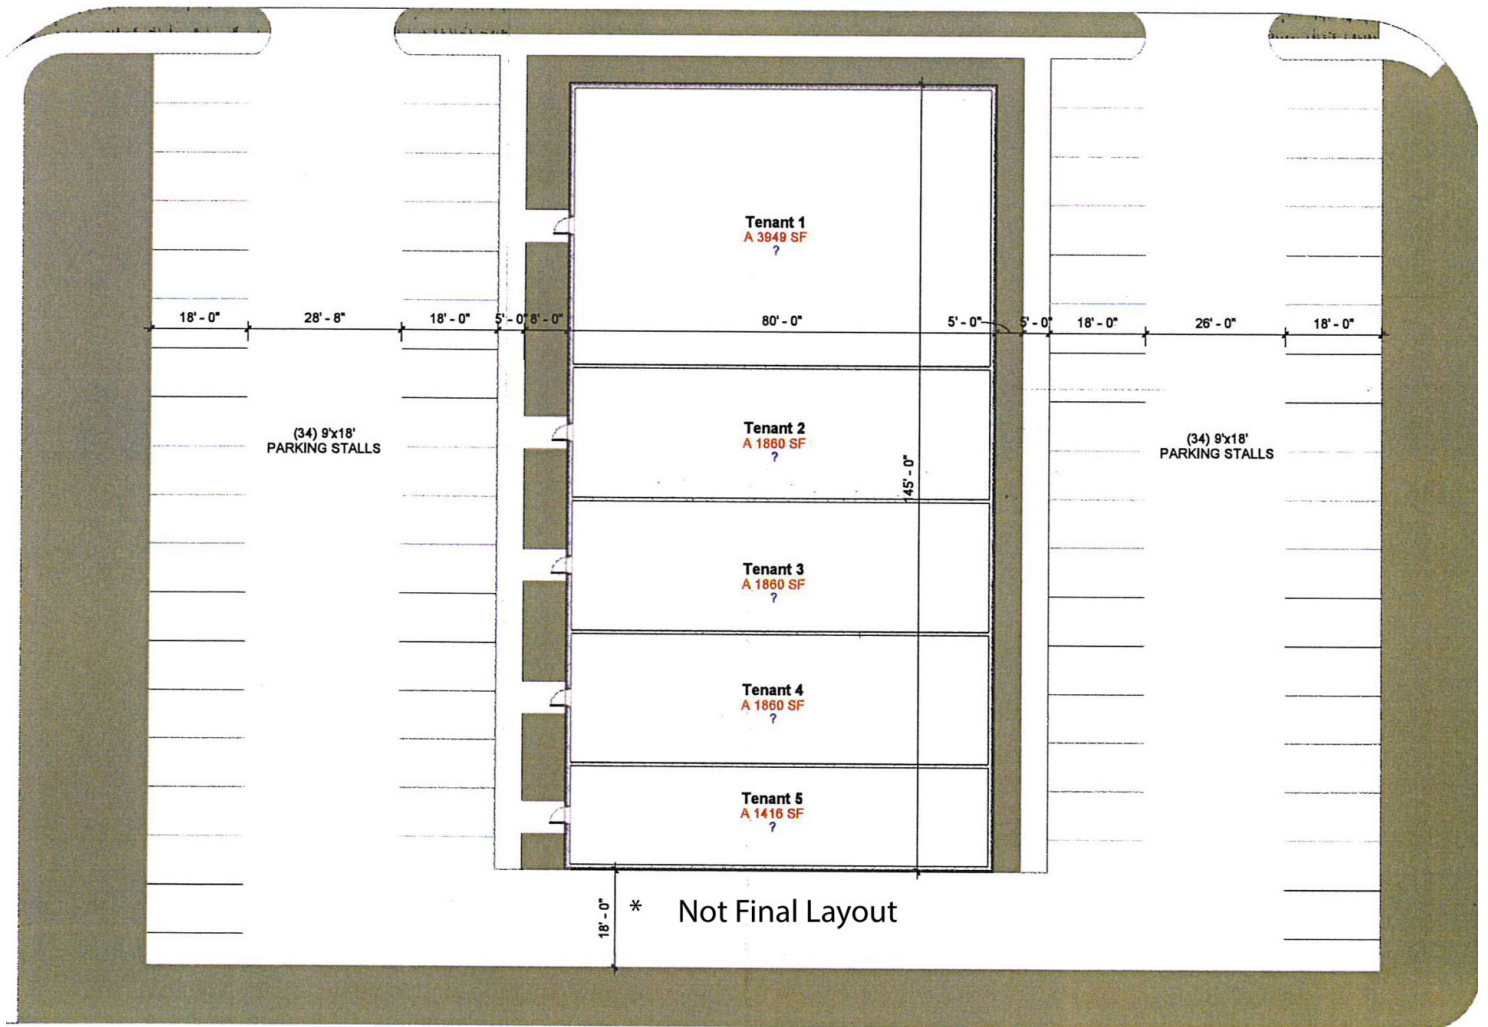 Tenant 1
A 3949 SF
?
18' - 0"
28' - 8"
18' - 0"
5' - 0"
8' - 0"
80' - 0"
5' - 0"
5' - 0"
18' - 0"
26' - 0"
18' - 0"
(34) 9'x18'
PARKING STALLS
Tenant 2
A 1860 SF
?
145' - 0"
(34) 9'x18'
PARKING STALLS
Tenant 3
A 1860 SF
?
Tenant 4
A 1860 SF
?
Tenant 5
A 1416 SF
?
18' - 0"
* Not Final Layout